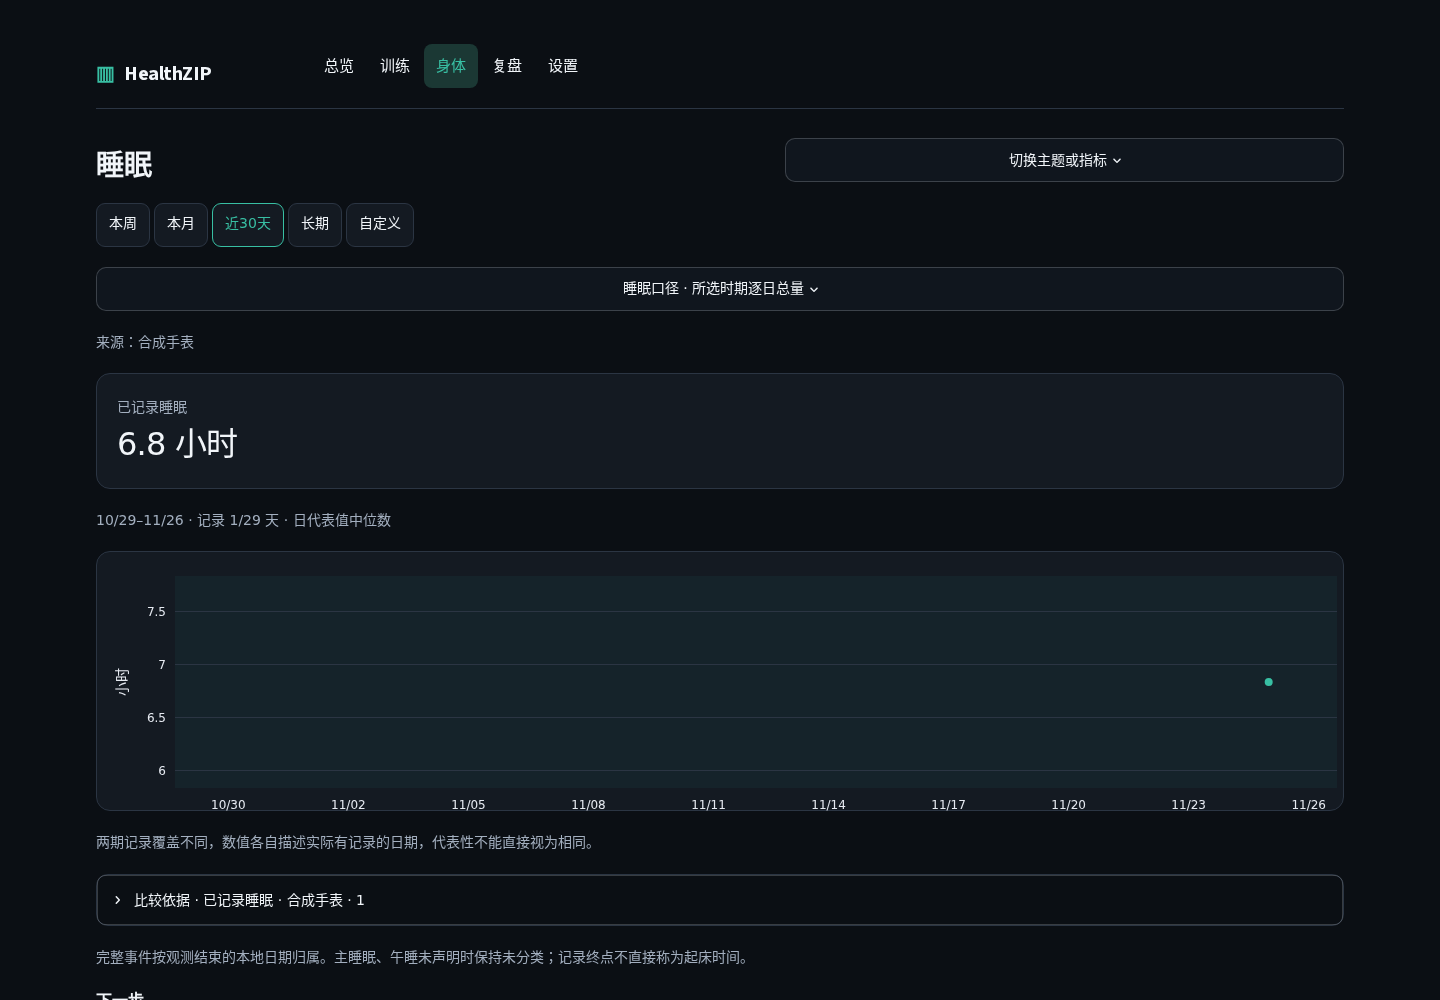 HealthZIP
总览 训练 身体 复盘 设置
睡眠
切换主题或指标
本周 本月 近30天 长期 自定义
睡眠口径 · 所选时期逐日总量
来源：合成手表
已记录睡眠
6.8 小时
10/29–11/26 · 记录 1/29 天 · 日代表值中位数
小时
7.5
7
6.5
6
10/30 11/02 11/05 11/08 11/11 11/14 11/17 11/20 11/23 11/26
两期记录覆盖不同，数值各自描述实际有记录的日期，代表性不能直接视为相同。
比较依据 · 已记录睡眠 · 合成手表 · 1
完整事件按观测结束的本地日期归属。主睡眠、午睡未声明时保持未分类；记录终点不直接称为起床时间。
下一步